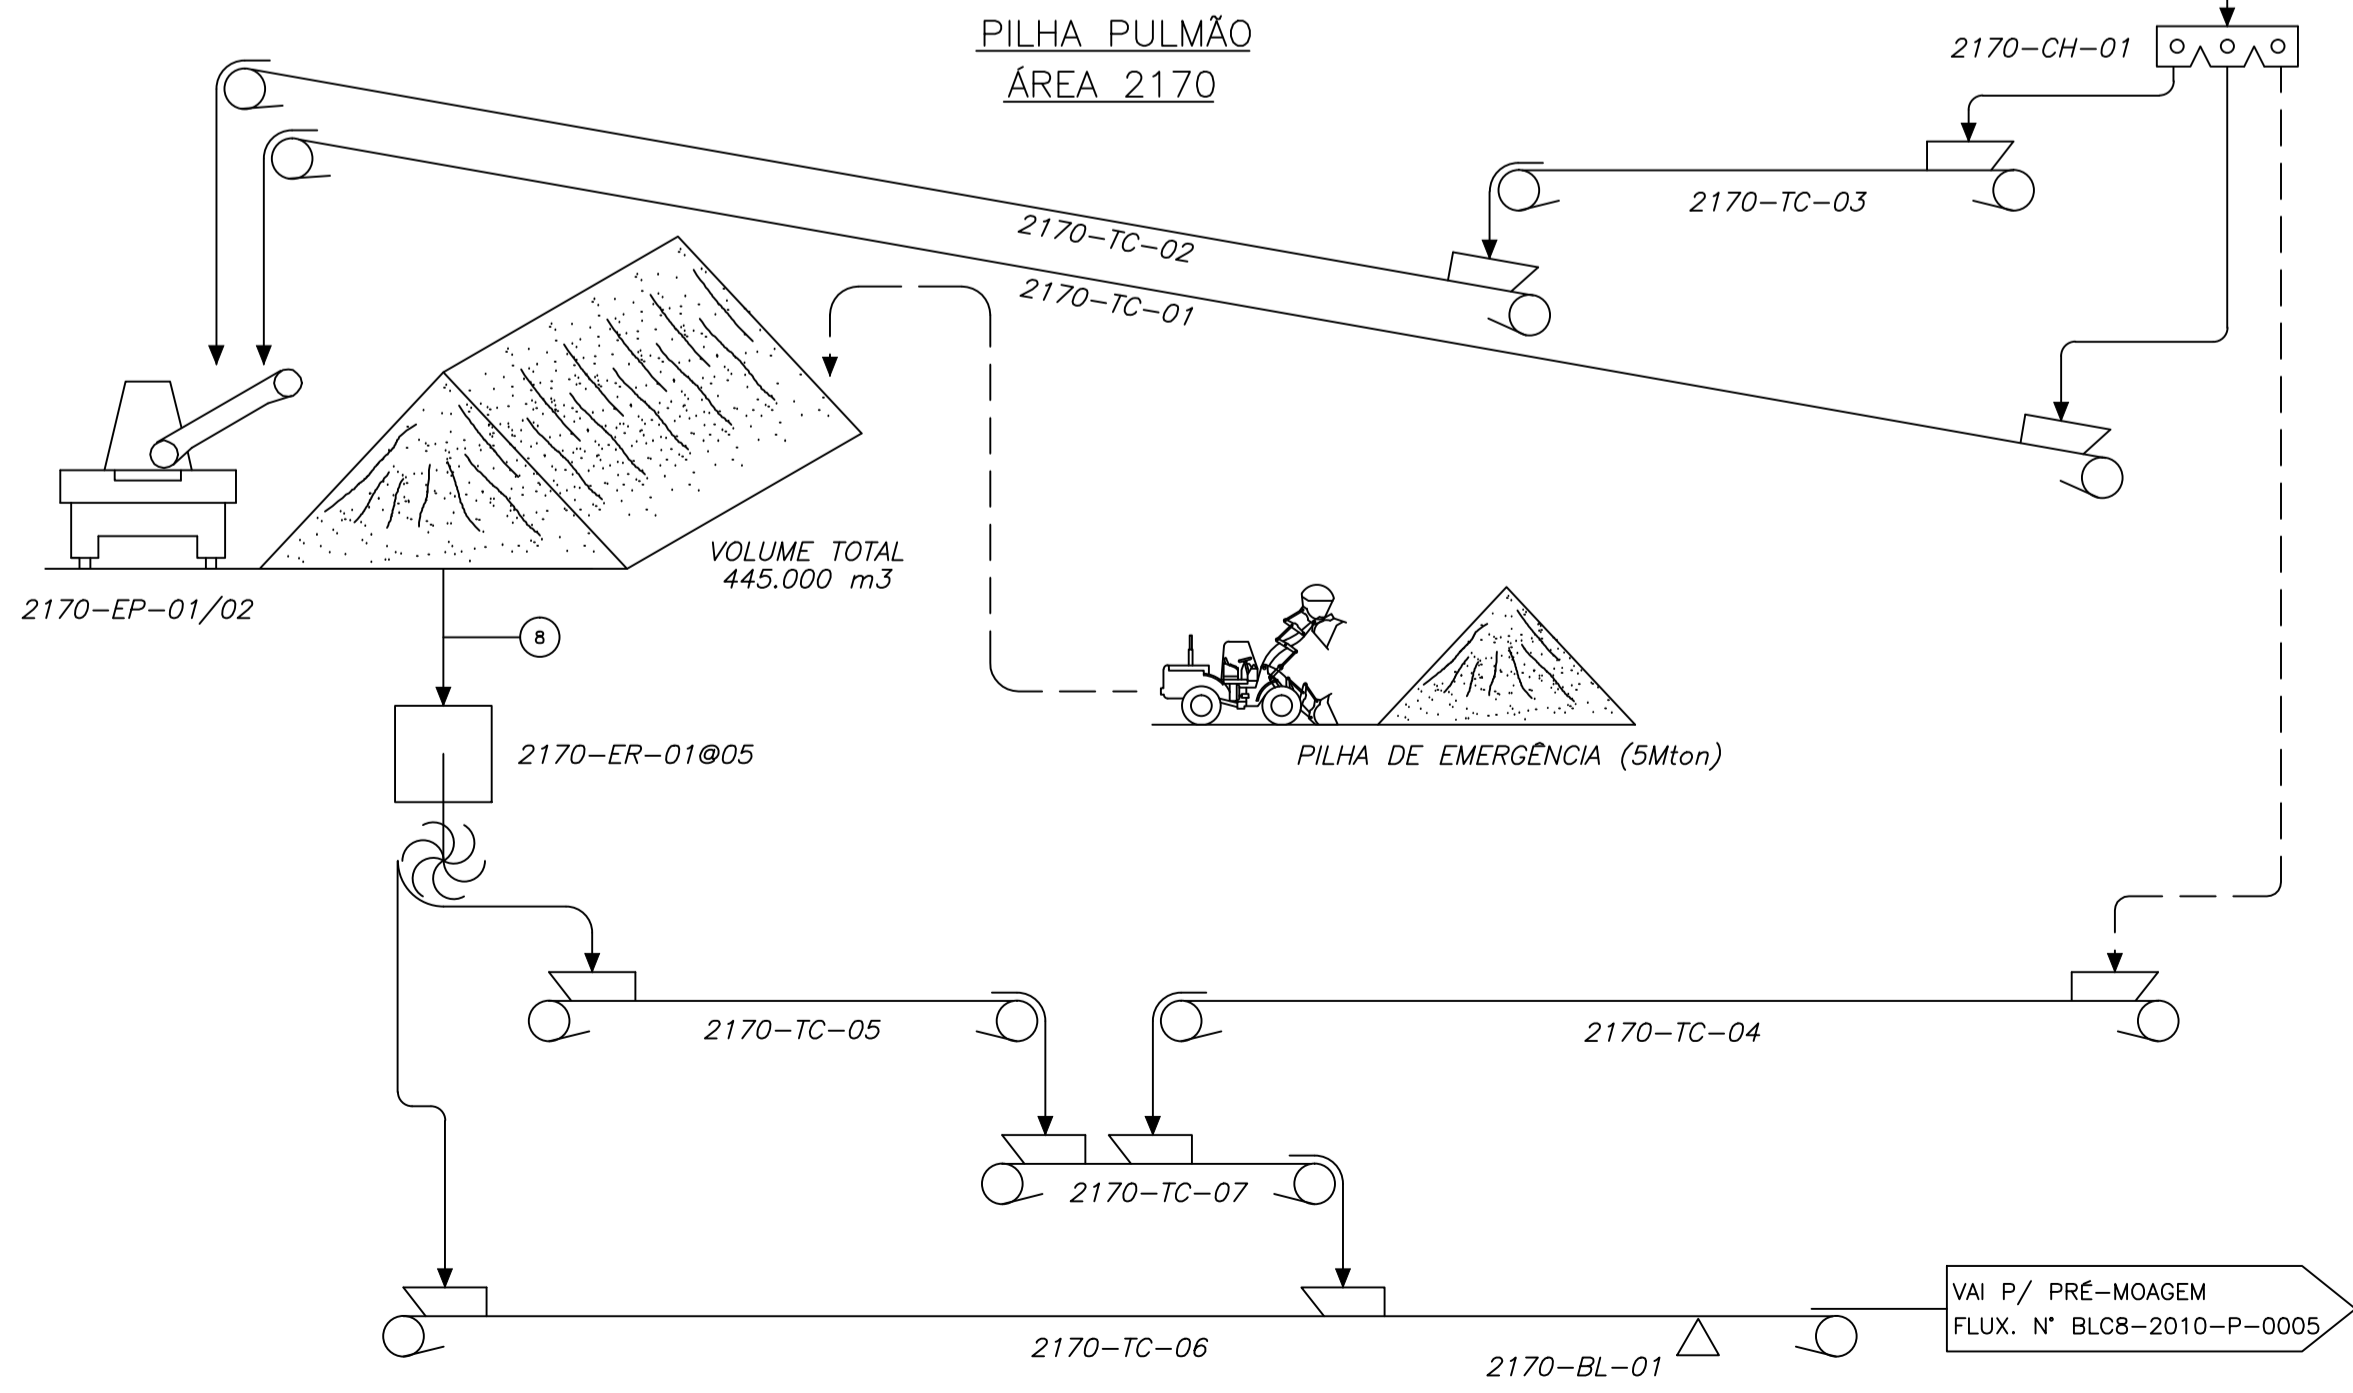 PILHA PULMÃO
ÁREA 2170
2170-CH-01
2170-TC-03
2170-TC-02
2170-TC-01
VOLUME TOTAL
445.000 m3
2170-EP-01/02
8
2170-ER-01@05
PILHA DE EMERGÊNCIA (5Mton)
2170-TC-05
2170-TC-04
2170-TC-07
2170-TC-06
2170-BL-01
VAI P/ PRÉ-MOAGEM
FLUX. N° BLC8-2010-P-0005